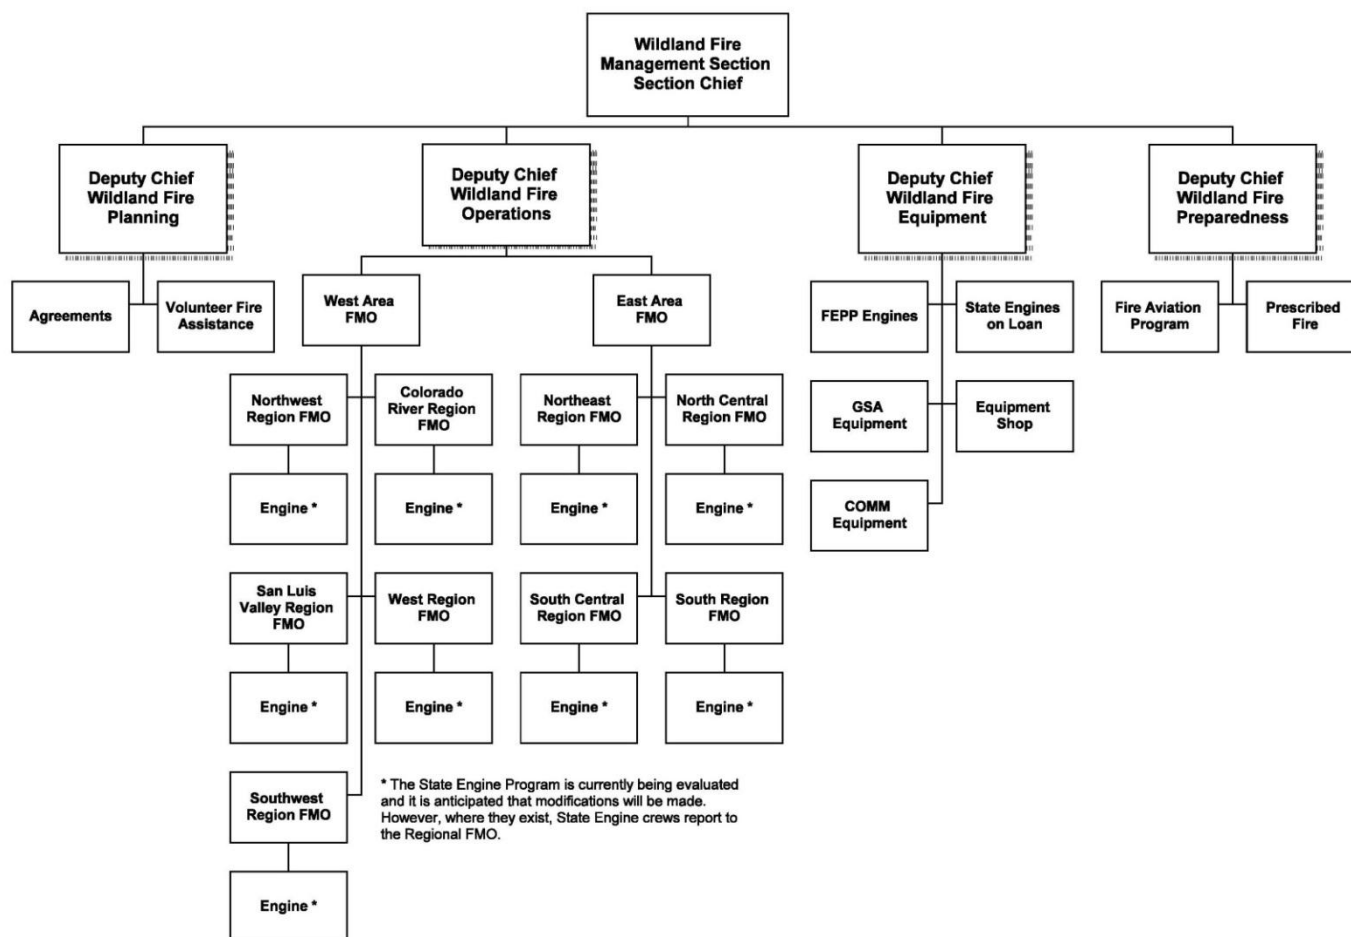 Wildland Fire
Management Section
Section Chief
Deputy Chief
Wildland Fire
Planning
Deputy Chief
Wildland Fire
Operations
Deputy Chief
Wildland Fire
Equipment
Deputy Chief
Wildland Fire
Preparedness
Agreements
Volunteer Fire
Assistance
West Area
FMO
East Area
FMO
FEPP Engines
State Engines
on Loan
Fire Aviation
Program
Prescribed
Fire
Northwest
Region FMO
Colorado
River Region
FMO
Northeast
Region FMO
North Central
Region FMO
GSA
Equipment
Equipment
Shop
Engine *
Engine *
Engine *
Engine *
COMM
Equipment
San Luis
Valley Region
FMO
West Region
FMO
South Central
Region FMO
South Region
FMO
Engine *
Engine *
Engine *
Engine *
Southwest
Region FMO
* The State Engine Program is currently being evaluated
and it is anticipated that modifications will be made.
However, where they exist, State Engine crews report to
the Regional FMO.
Engine *